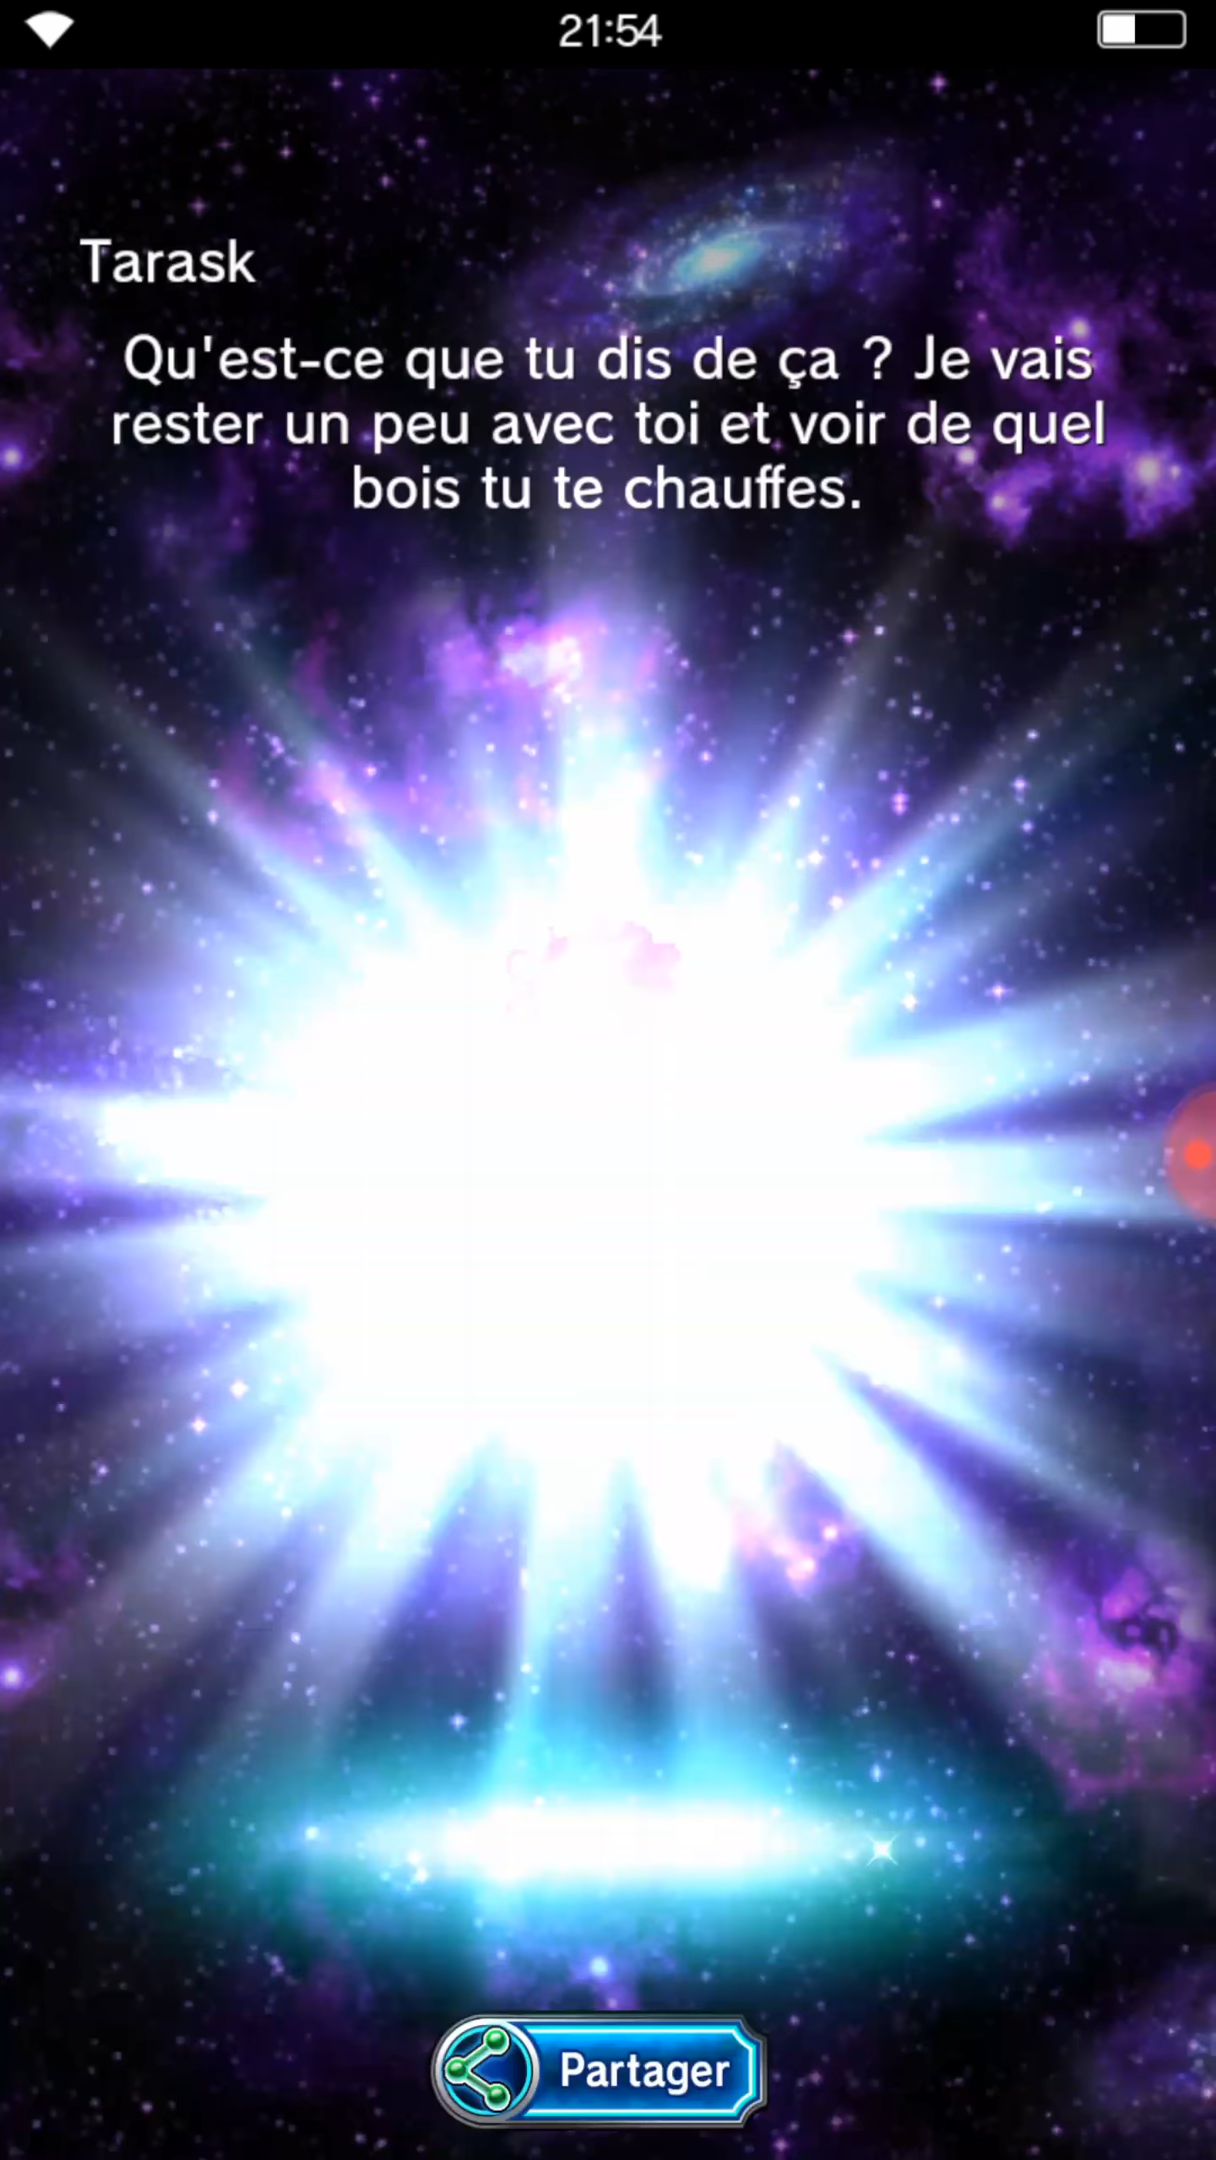 21:54
Tarask
Qu'est-ce que tu dis de ça ? Je vais
rester un peu avec toi et voir de quel
bois tu te chauffes.
Partager